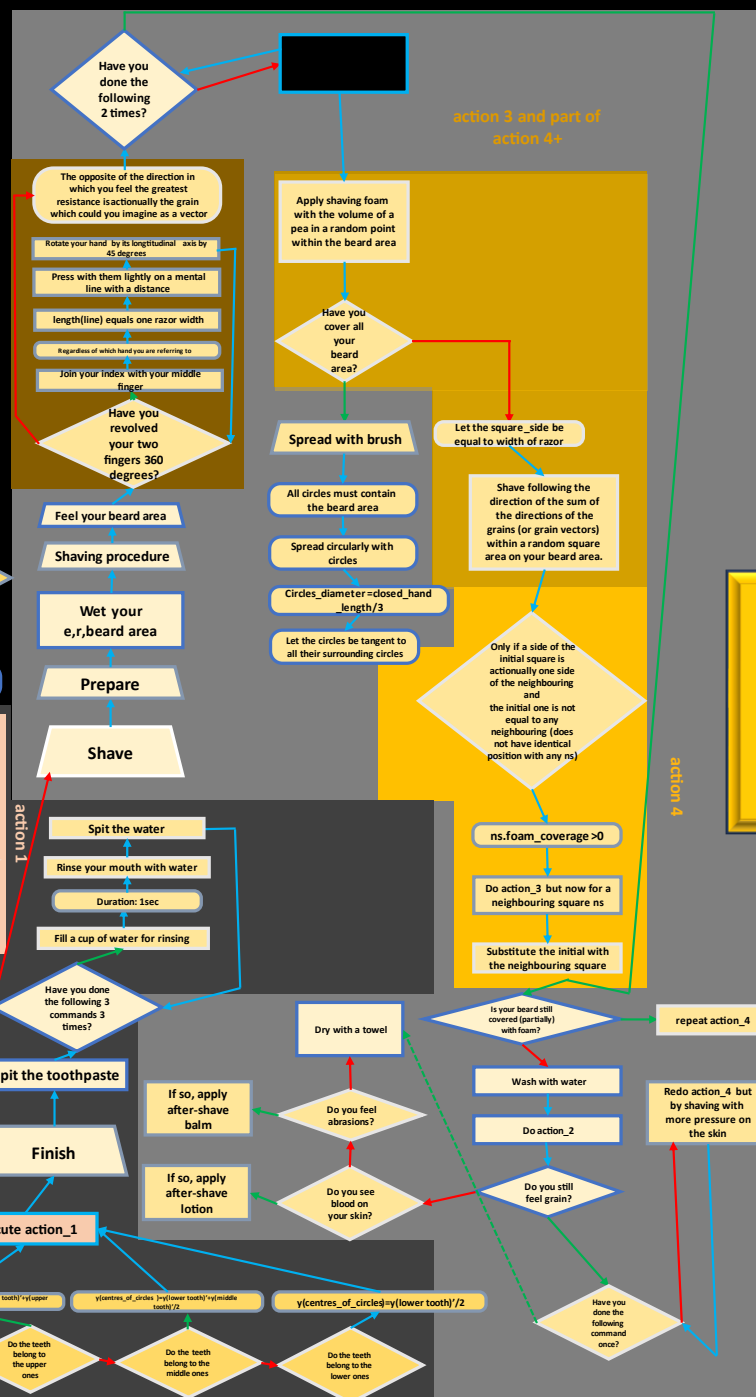 Have you
done the
following
2 times?
action 3 and part of
action 4+
The opposite of the direction in
which you feel the greatest
resistance isactionually the grain
which could you imagine as a vector
Rotate your hand by its longtitudinal axis by
45 degrees
Press with them lightly on a mental
line with a distance
length(line) equals one razor width
Regardless of which hand you are referring to
Join your index with your middle
finger
Have you
revolved
your two
fingers 360
degrees?
Feel your beard area
Shaving procedure
Wet your
e,r,beard area
Prepare
Shave
Apply shaving foam
with the volume of a
pea in a random point
within the beard area
Have you
cover all
your
beard
area?
Spread with brush
All circles must contain
the beard area
Spread circularly with
circles
Circles_diameter=closed_hand
_length/3
Let the circles be tangent to
all their surrounding circles
Let the square_side be
equal to width of razor
Shave following the
direction of the sum of
the directions of the
grains (or grain vectors)
within a random square
area on your beard area.
Only if a side of the
initial square is
actionually one side
of the neighbouring
and
the initial one is not
equal to any
neighbouring (does
not have identical
position with any ns)
action 4
ns.foam_coverage>0
Do action_3 but now for a
neighbouring square ns
Substitute the initial with
the neighbouring square
action 1
Spit the water
Rinse your mouth with water
Duration: 1sec
Fill a cup of water for rinsing
Have you done
the following 3
commands 3
times?
pit the toothpaste
Finish
cute action_1
Is your beard still
covered (partially)
with foam?
repeat action_4
Wash with water
Do action_2
Do you still
feel grain?
Redo action_4 but
by shaving with
more pressure on
the skin
Have you
done the
following
command
once?
Dry with a towel
Do you feel
abrasions?
If so, apply
after-shave
balm
Do you see
blood on
your skin?
If so, apply
after-shave
lotion
tooth)'+y(upper
y(centres_of_circles )=y(lower tooth)'+y(middle
tooth)'/2
y(centres_of_circles)=y(lower tooth)'/2
Do the teeth
belong to
the upper
ones
Do the teeth
belong to the
middle ones
Do the teeth
belong to the
lower ones